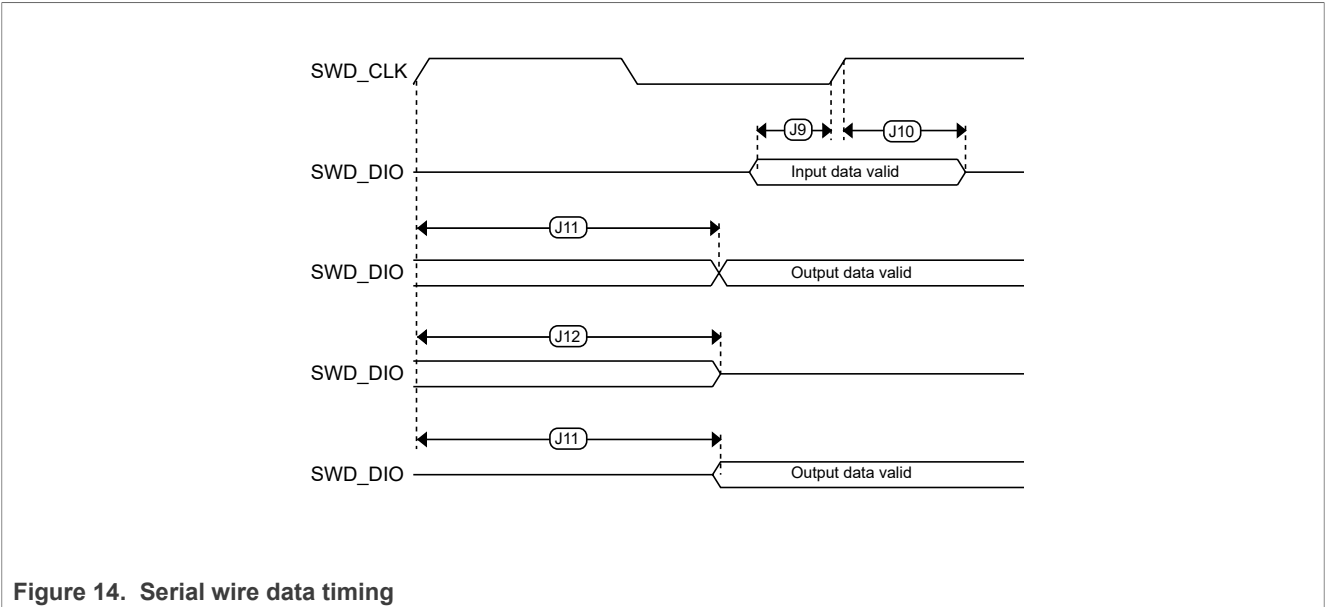 SWD_CLK
J9
J10
SWD_DIO
Input data valid
J11
SWD_DIO
Output data valid
J12
SWD_DIO
J11
SWD_DIO
Output data valid
Figure 14. Serial wire data timing